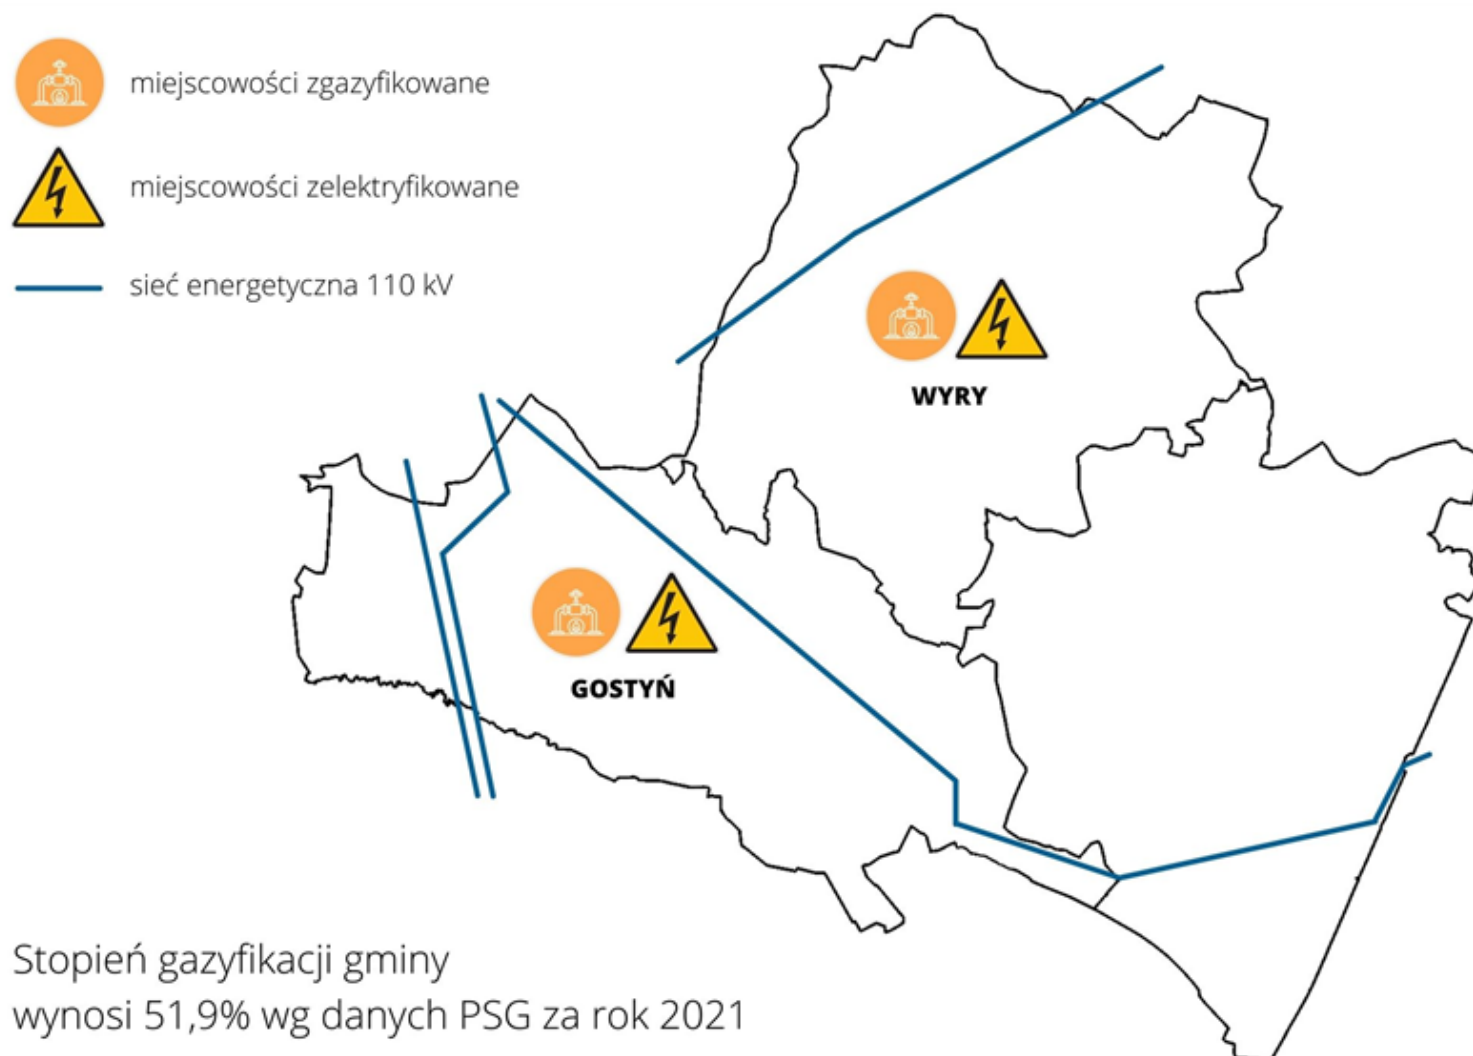 miejscowości zgazyfikowane
miejscowości zelektryfikowane
sieć energetyczna 110 kV
WYRY
GOSTYŃ
Stopień gazyfikacji gminy
wynosi 51,9% wg danych PSG za rok 2021